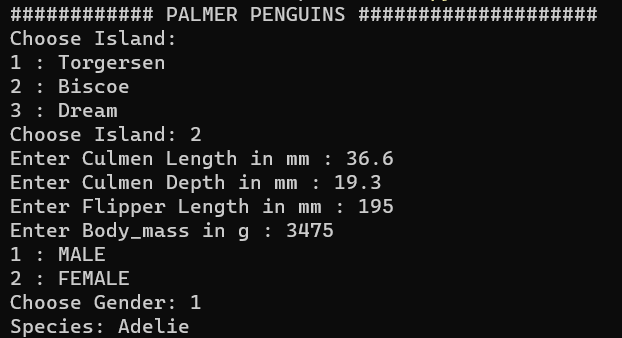 ############ PALMER PENGUINS ####################
Choose Island:
1 : Torgersen
2 : Biscoe
3 : Dream
Choose Island: 2
Enter Culmen Length in mm : 36.6
Enter Culmen Depth in mm : 19.3
Enter Flipper Length in mm : 195
Enter Body_mass in g : 3475
1 : MALE
2 : FEMALE
Choose Gender: 1
Species: Adelie